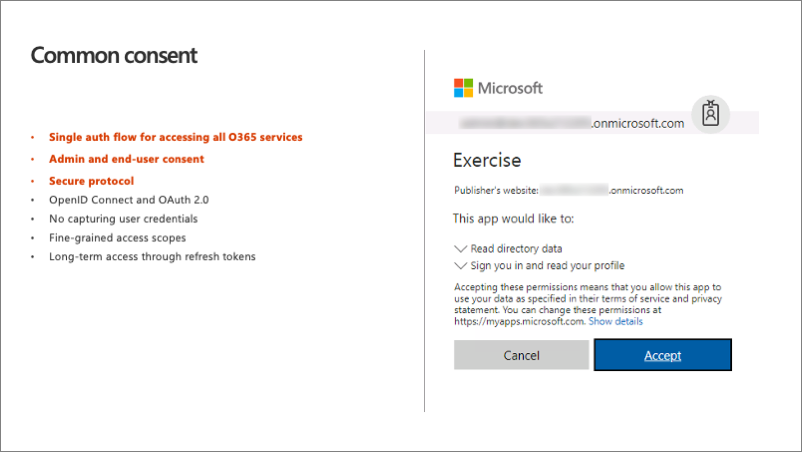 Common consent
Single auth flow for accessing all O365 services
Admin and end-user consent
Secure protocol
OpenID Connect and OAuth 2.0
No capturing user credentials
Fine-grained access scopes
Long-term access through refresh tokens
Microsoft
.onmicrosoft.com
Exercise
Publisher's website: .onmicrosoft.com
This app would like to:
Read directory data
Sign you in and read your profile
Accepting these permissions means that you allow this app to
use your data as specified in their terms of service and privacy
statement. You can change these permissions at
https://myapps.microsoft.com. Show details
Cancel
Accept